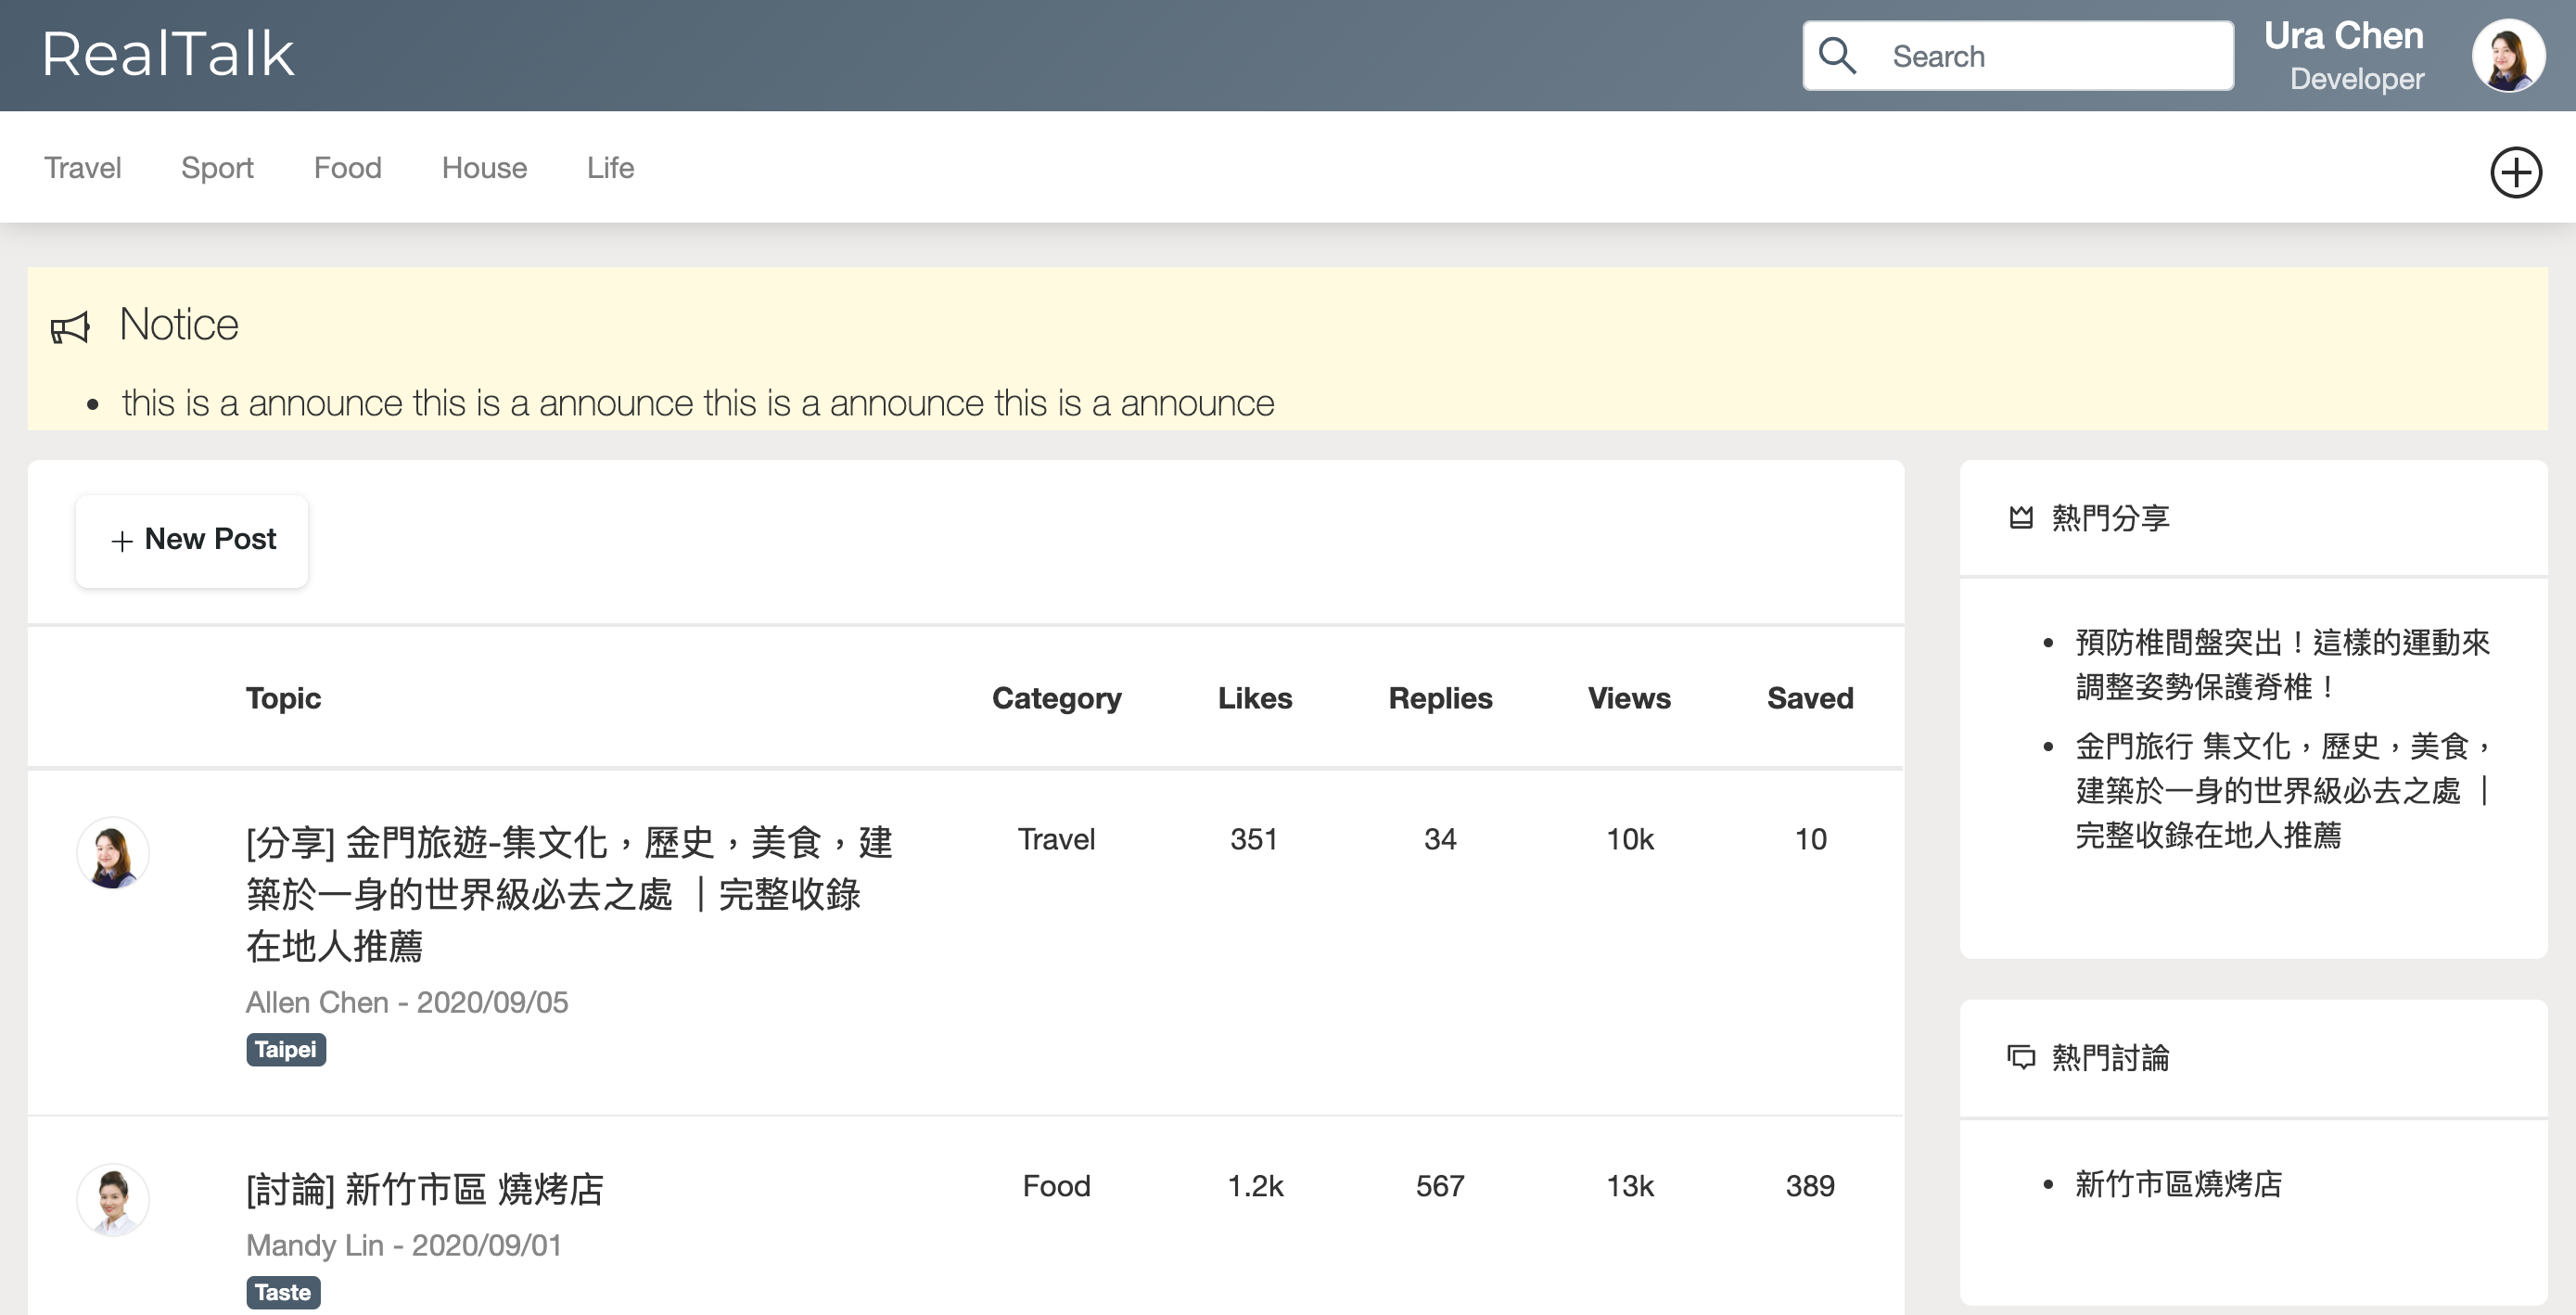 RealTalk
Search
Ura Chen
Developer
Travel
Sport
Food
House
Life
Notice
this is a announce this is a announce this is a announce this is a announce
New Post
Topic
Category
Likes
Replies
Views
Saved
[分享] 金門旅遊-集文化，歷史，美食，建
築於一身的世界級必去之處 ｜完整收錄
在地人推薦
Allen Chen - 2020/09/05
Taipei
Travel
351
34
10k
10
[討論] 新竹市區 燒烤店
Mandy Lin - 2020/09/01
Taste
Food
1.2k
567
13k
389
熱門分享
預防椎間盤突出！這樣的運動來
調整姿勢保護脊椎！
金門旅行 集文化，歷史，美食，
建築於一身的世界級必去之處 ｜
完整收錄在地人推薦
熱門討論
新竹市區燒烤店